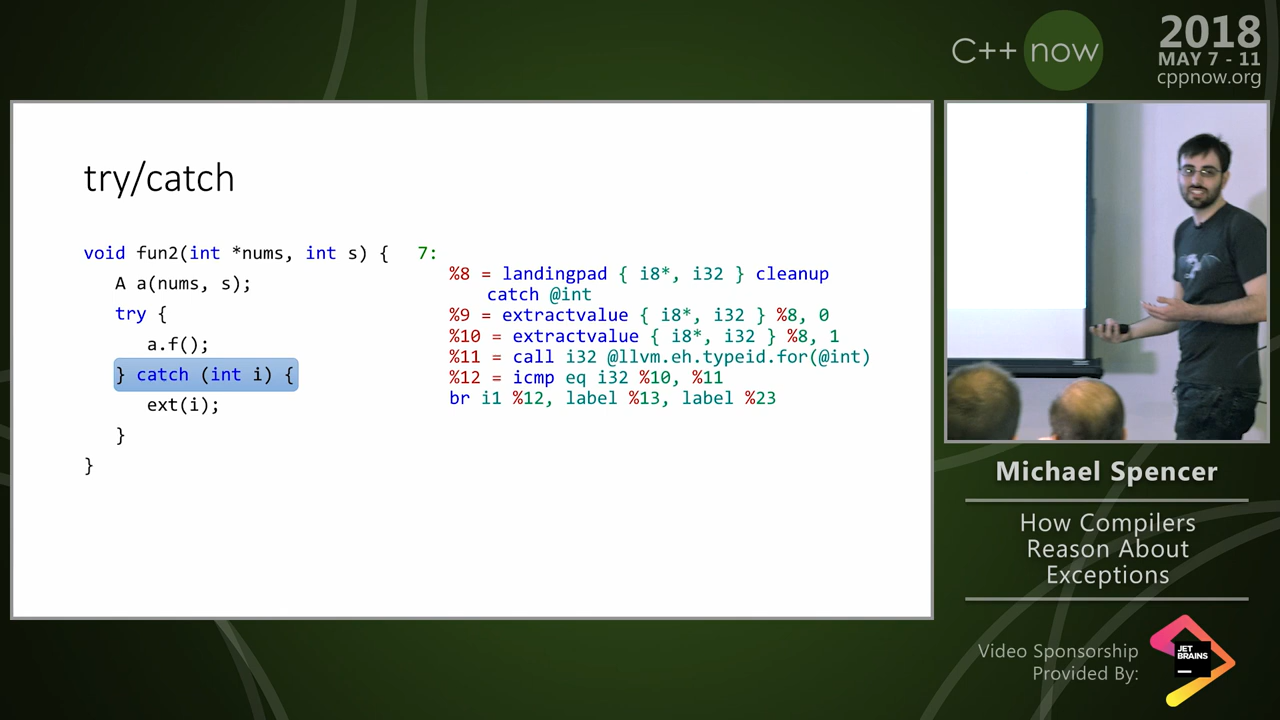 C++ now
2018
MAY 7 - 11
cppnow.org
try/catch
void fun2(int *nums, int s) {
A a(nums, s);
try {
a.f();
} catch (int i) {
ext(i);
}
}
7:
%8 = landingpad { i8*, i32 } cleanup
catch @int
%9 = extractvalue { i8*, i32 } %8, 0
%10 = extractvalue { i8*, i32 } %8, 1
%11 = call i32 @llvm.eh.typeid.for(@int)
%12 = icmp eq i32 %10, %11
br i1 %12, label %13, label %23
Michael Spencer
How Compilers
Reason About
Exceptions
Video Sponsorship
Provided By:
JET
BRAINS